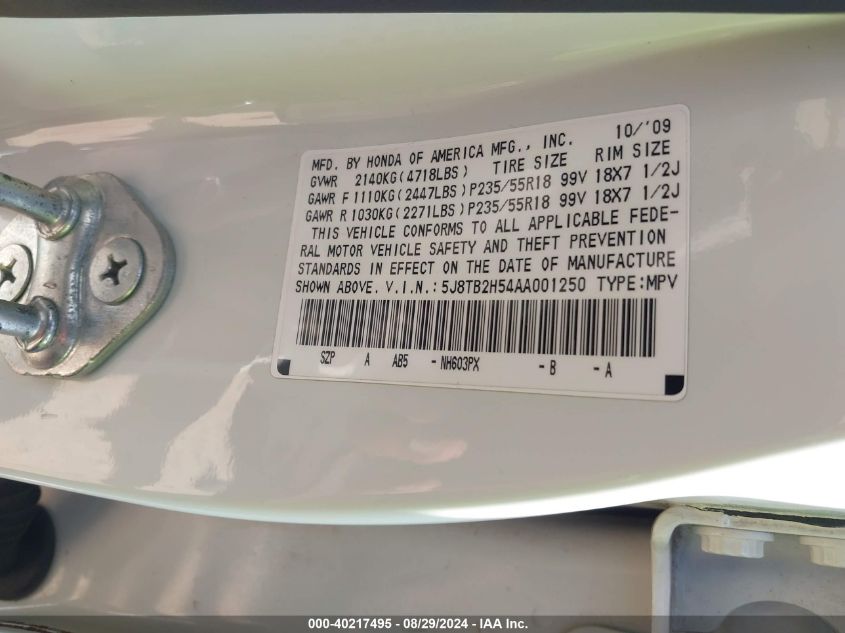 10/'09
MFD. BY HONDA OF AMERICA MFG., INC.
GVWR 2140KG(4718LBS) TIRE SIZE RIM SIZE
GAWR F 1110KG(2447LBS) P235/55R18 99V 18X7 1/2J
GAWR R 1030KG(2271LBS) P235/55R18 99V 18X7 1/2J
THIS VEHICLE CONFORMS TO ALL APPLICABLE FEDE-
RAL MOTOR VEHICLE SAFETY AND THEFT PREVENTION
STANDARDS IN EFFECT ON THE DATE OF MANUFACTURE
SHOWN ABOVE. V.I.N.:5J8TB2H54AA001250 TYPE:MPV
SZP A AB5 -NH603PX -B -A
000-40217495 - 08/29/2024 - IAA Inc.